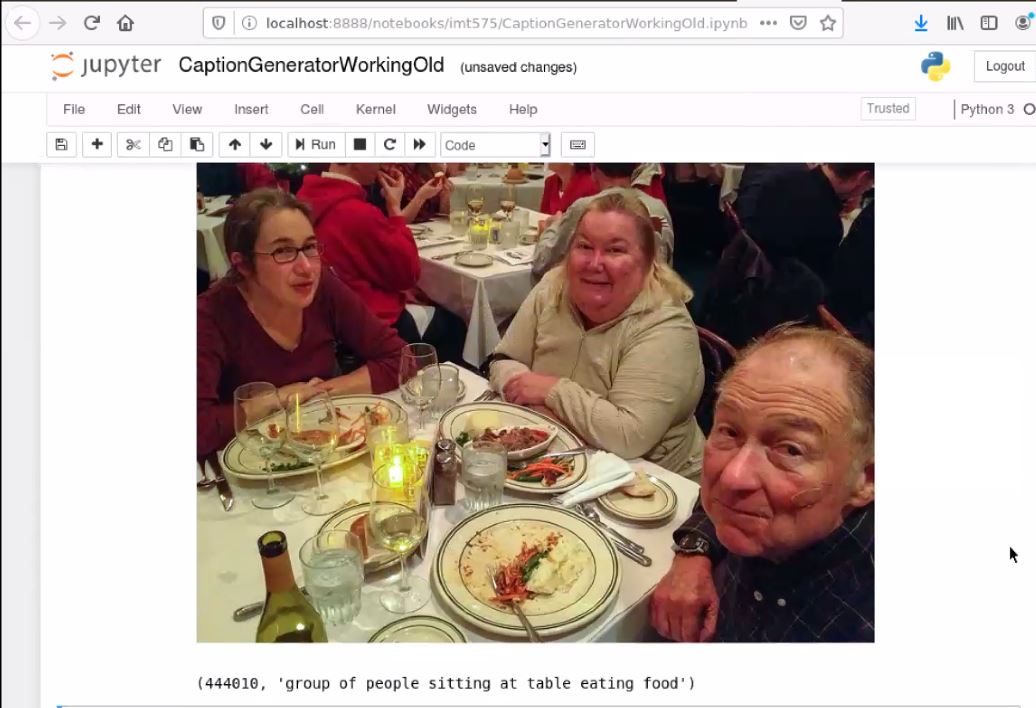 localhost:8888/notebooks/imt575/CaptionGeneratorWorkingOld.ipynb
jupyter CaptionGeneratorWorkingOld (unsaved changes)
Logout
File Edit View Insert Cell Kernel Widgets Help
Trusted
Python 3
Run
Code
(444010, 'group of people sitting at table eating food')